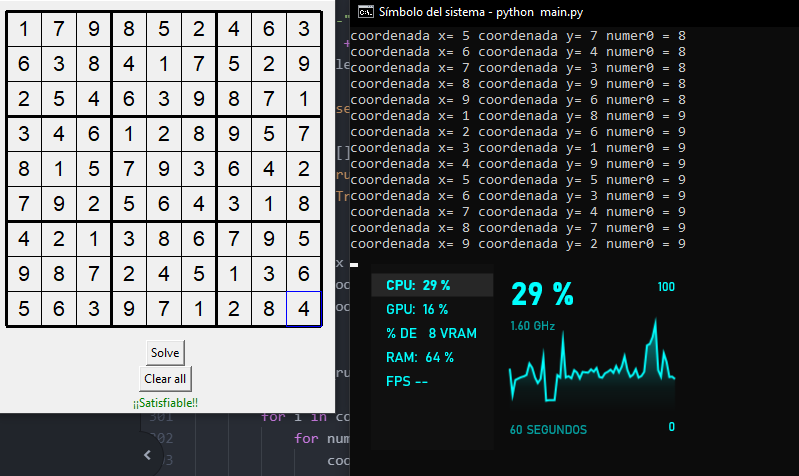 1 7 9 8 5 2 4 6 3
6 3 8 4 1 7 5 2 9
2 5 4 6 3 9 8 7 1
3 4 6 1 2 8 9 5 7
8 1 5 7 9 3 6 4 2
7 9 2 5 6 4 3 1 8
4 2 1 3 8 6 7 9 5
9 8 7 2 4 5 1 3 6
5 6 3 9 7 1 2 8 4
Solve
Clear all
¡¡Satisfiable!!
Símbolo del sistema - python main.py
coordenada x= 5 coordenada y= 7 numer0 = 8
coordenada x= 6 coordenada y= 4 numer0 = 8
coordenada x= 7 coordenada y= 3 numer0 = 8
coordenada x= 8 coordenada y= 9 numer0 = 8
coordenada x= 9 coordenada y= 6 numer0 = 8
coordenada x= 1 coordenada y= 8 numer0 = 9
coordenada x= 2 coordenada y= 6 numer0 = 9
coordenada x= 3 coordenada y= 1 numer0 = 9
coordenada x= 4 coordenada y= 9 numer0 = 9
coordenada x= 5 coordenada y= 5 numer0 = 9
coordenada x= 6 coordenada y= 3 numer0 = 9
coordenada x= 7 coordenada y= 4 numer0 = 9
coordenada x= 8 coordenada y= 7 numer0 = 9
coordenada x= 9 coordenada y= 2 numer0 = 9
CPU: 29 %
GPU: 16 %
% DE 8 VRAM
RAM: 64 %
FPS --
29 %
100
1.60 GHz
60 SEGUNDOS
0
for i in co
for num
coo